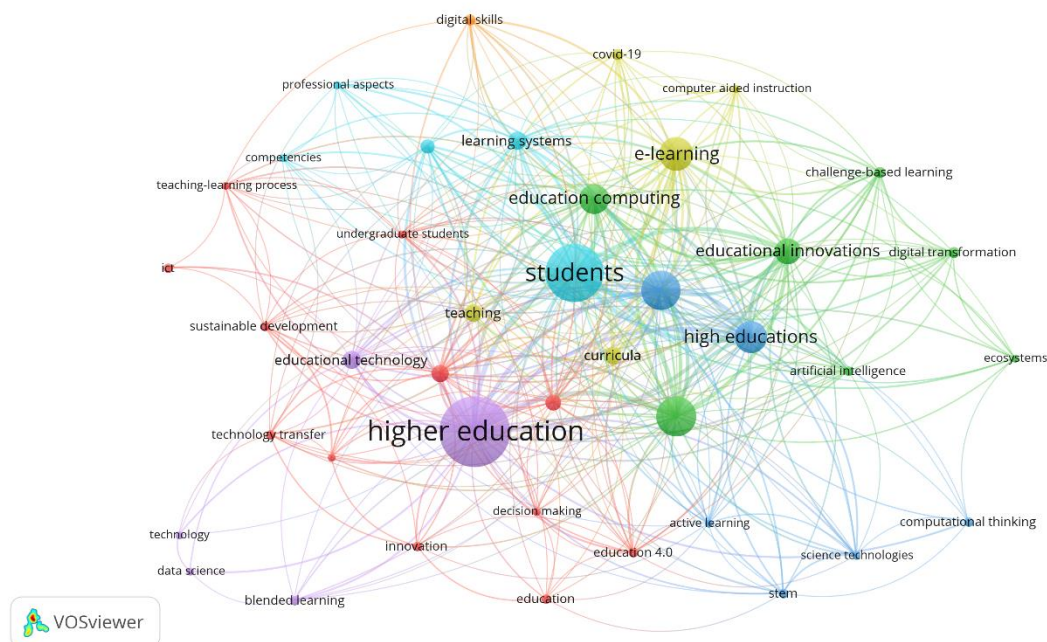 digital skills
covid-19
professional aspects
computer aided instruction
learning systems
e-learning
competencies
challenge-based learning
teaching-learning process
education computing
undergraduate students
educational innovations
digital transformation
ict
students
teaching
sustainable development
high educations
educational technology
curricula
ecosystems
artificial intelligence
higher education
technology transfer
decision making
active learning
computational thinking
technology
innovation
education 4.0
science technologies
data science
blended learning
education
stem
VOSviewer